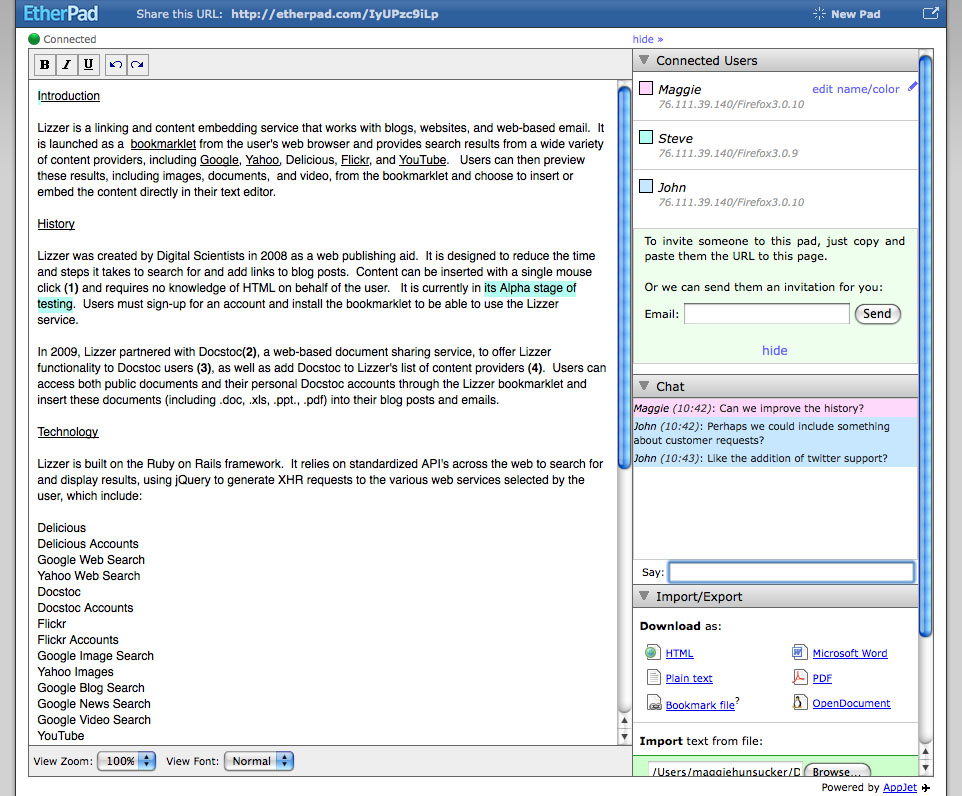 EtherPad
Share this URL: http://etherpad.com/IyUPzc9iLp
New Pad
Connected
hide »
B I U
Introduction
Lizzer is a linking and content embedding service that works with blogs, websites, and web-based email. It
is launched as a bookmarklet from the user's web browser and provides search results from a wide variety
of content providers, including Google, Yahoo, Delicious, Flickr, and YouTube. Users can then preview
these results, including images, documents, and video, from the bookmarklet and choose to insert or
embed the content directly in their text editor.
History
Lizzer was created by Digital Scientists in 2008 as a web publishing aid. It is designed to reduce the time
and steps it takes to search for and add links to blog posts. Content can be inserted with a single mouse
click (1) and requires no knowledge of HTML on behalf of the user. It is currently in its Alpha stage of
testing. Users must sign-up for an account and install the bookmarklet to be able to use the Lizzer
service.
In 2009, Lizzer partnered with Docstoc(2), a web-based document sharing service, to offer Lizzer
functionality to Docstoc users (3), as well as add Docstoc to Lizzer's list of content providers (4). Users can
access both public documents and their personal Docstoc accounts through the Lizzer bookmarklet and
insert these documents (including .doc, .xls, .ppt., .pdf) into their blog posts and emails.
Technology
Lizzer is built on the Ruby on Rails framework. It relies on standardized API's across the web to search for
and display results, using jQuery to generate XHR requests to the various web services selected by the
user, which include:
Delicious
Delicious Accounts
Google Web Search
Yahoo Web Search
Docstoc
Docstoc Accounts
Flickr
Flickr Accounts
Google Image Search
Yahoo Images
Google Blog Search
Google News Search
Google Video Search
YouTube
View Zoom: 100% View Font: Normal
Connected Users
Maggie edit name/color
76.111.39.140/Firefox3.0.10
Steve
76.111.39.140/Firefox3.0.9
John
76.111.39.140/Firefox3.0.10
To invite someone to this pad, just copy and
paste them the URL to this page.
Or we can send them an invitation for you:
Email: Send
hide
Chat
Maggie (10:42): Can we improve the history?
John (10:42): Perhaps we could include something
about customer requests?
John (10:43): Like the addition of twitter support?
Say:
Import/Export
Download as:
HTML Microsoft Word
Plain text PDF
Bookmark file? OpenDocument
Import text from file:
/Users/maggiehunsucker/D Browse...
Powered by AppJet